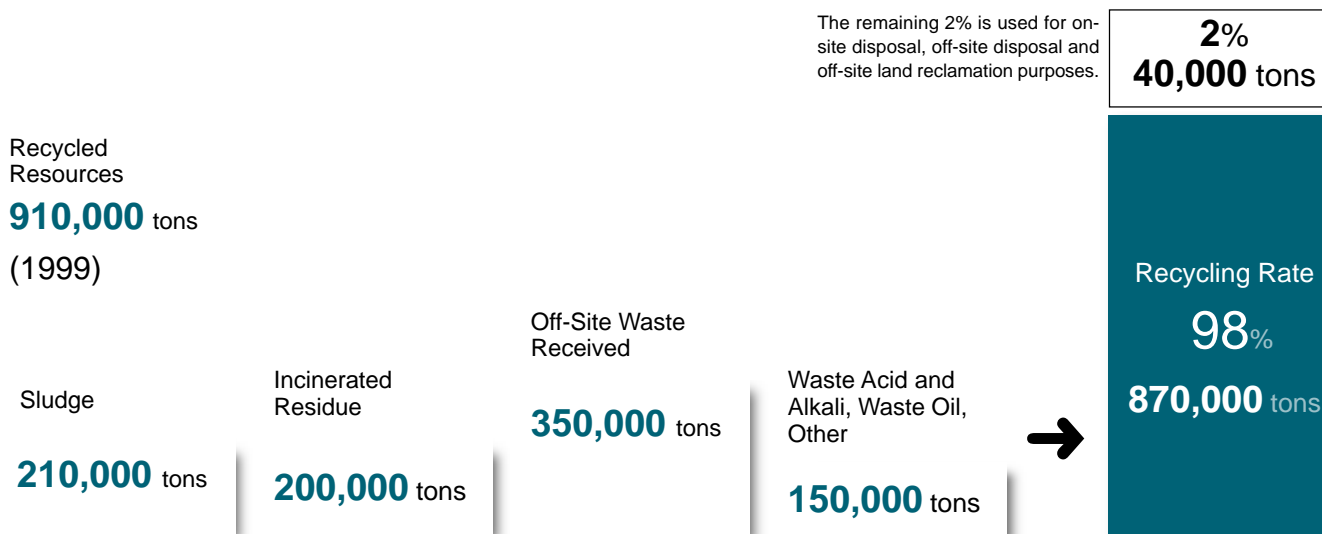 The remaining 2% is used for on-
site disposal, off-site disposal and
off-site land reclamation purposes.
2%
40,000 tons
Recycled
Resources
910,000 tons
(1999)
Sludge
210,000 tons
Incinerated
Residue
200,000 tons
Off-Site Waste
Received
350,000 tons
Waste Acid and
Alkali, Waste Oil,
Other
150,000 tons
Recycling Rate
98%
870,000 tons